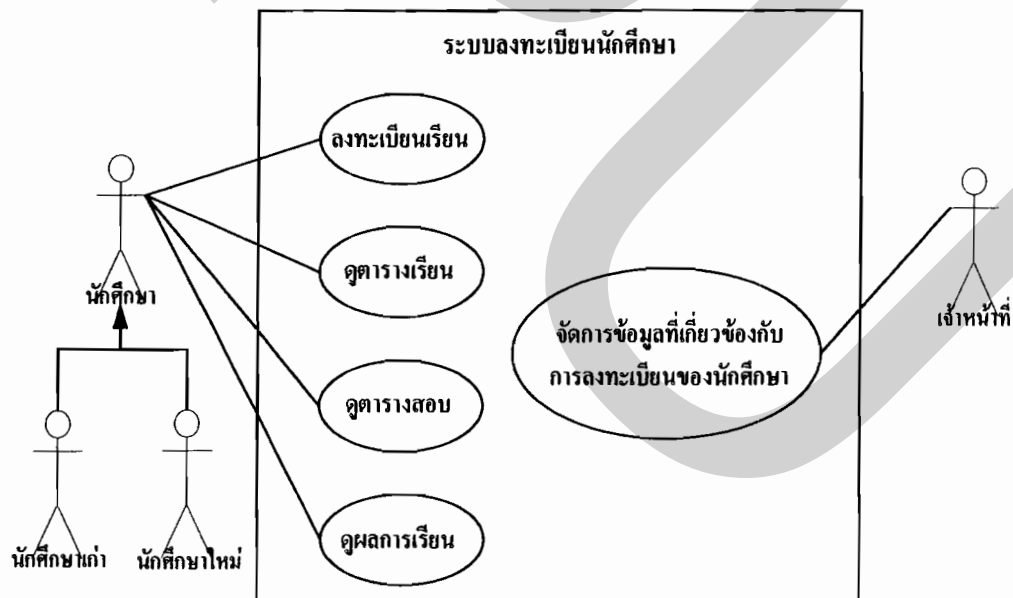 ระบบลงทะเบียนนักศึกษา
ลงทะเบียนเรียน
ดูตารางเรียน
นักศึกษา
เจ้าหน้าที่
จัดการข้อมูลที่เกี่ยวข้องกับ
การลงทะเบียนของนักศึกษา
ดูตารางสอบ
ดูผลการเรียน
นักศึกษาเก่า
นักศึกษาใหม่